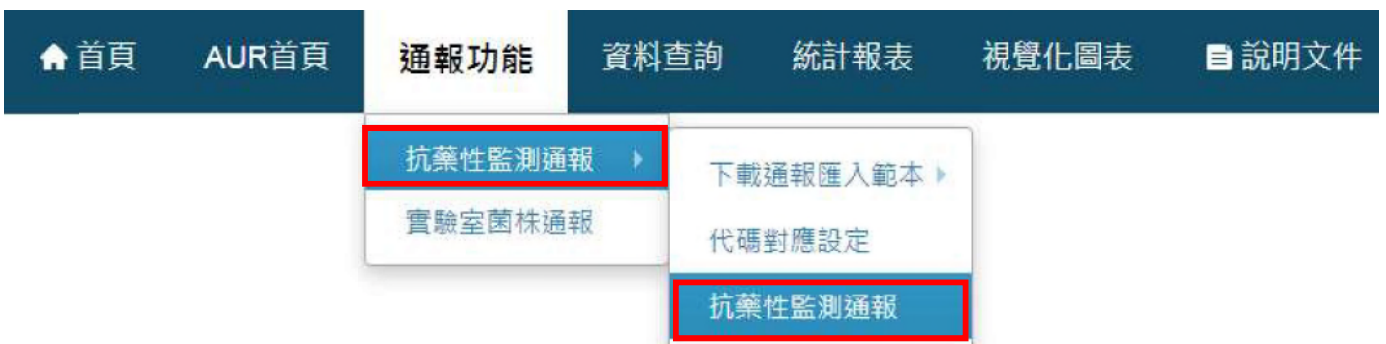 首頁 AUR首頁 通報功能 資料查詢 統計報表 視覺化圖表 說明文件
抗藥性監測通報
實驗室菌株通報
下載通報匯入範本
代碼對應設定
抗藥性監測通報